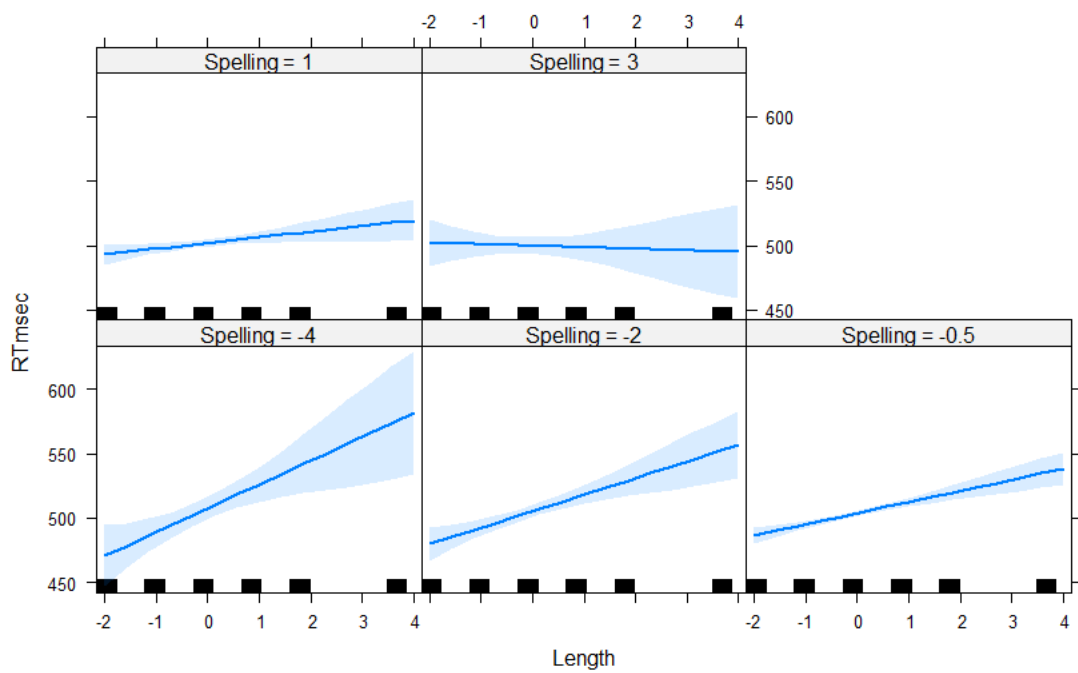 -2 -1 0 1 2 3 4
Spelling = 1 Spelling = 3
600
550
500
450
RTmsec
Spelling = -4 Spelling = -2 Spelling = -0.5
600
550
500
450
-2 -1 0 1 2 3 4 -2 -1 0 1 2 3 4
Length